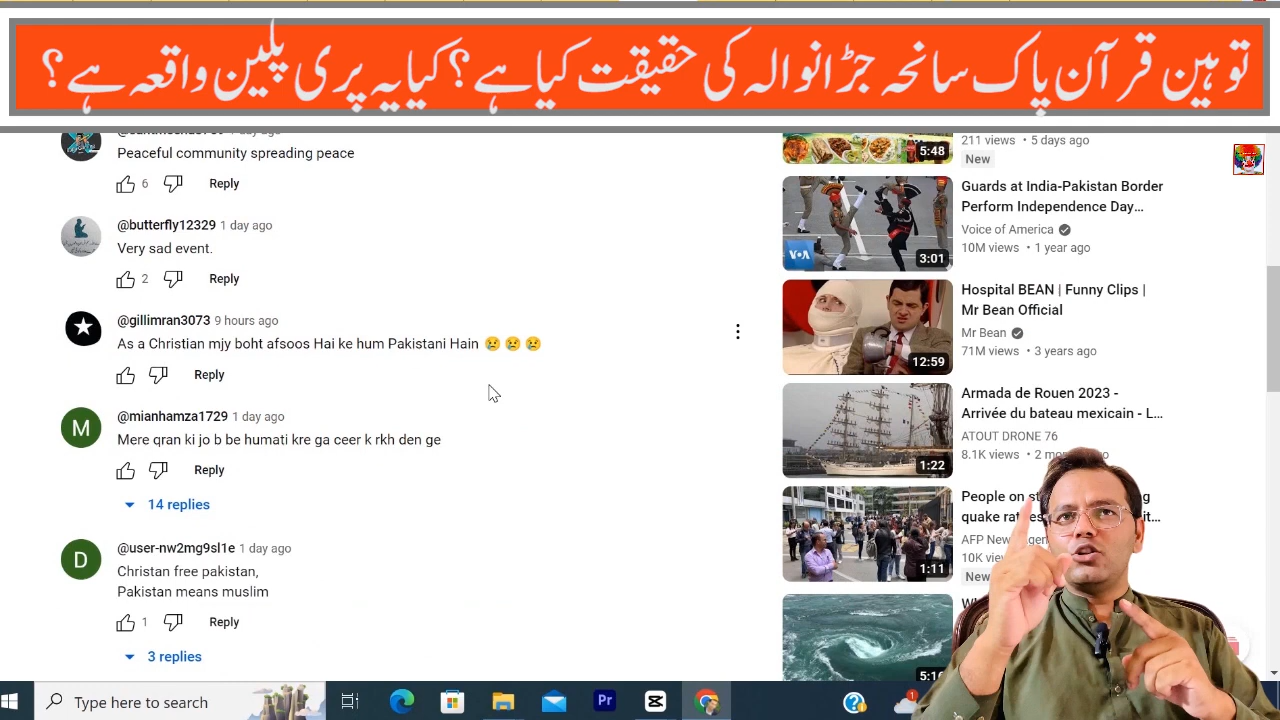 توہین قرآن پاک سانحہ جڑانوالہ کی حقیقت کیا ہے؟ کیا یہ پری پلین واقعہ ہے؟
1 day ago
Peaceful community spreading peace
6 Reply
@butterfly12329 1 day ago
Very sad event.
2 Reply
@gillimran3073 9 hours ago
As a Christian mjy boht afsoos Hai ke hum Pakistani Hain 😢 😢 😢
Reply
M
@mianhamza1729 1 day ago
Mere qran ki jo b be humati kre ga ceer k rkh den ge
Reply
14 replies
D
@user-nw2mg9sl1e 1 day ago
Christan free pakistan,
Pakistan means muslim
1 Reply
3 replies
5:48
211 views • 5 days ago
New
VOA
3:01
Guards at India-Pakistan Border
Perform Independence Day…
Voice of America
10M views • 1 year ago
12:59
Hospital BEAN | Funny Clips |
Mr Bean Official
Mr Bean
71M views • 3 years ago
1:22
Armada de Rouen 2023 -
Arrivée du bateau mexicain - L…
ATOUT DRONE 76
8.1K views • 2
1:11
People on
quake
AFP
10K
New
Type here to search
Pr
1